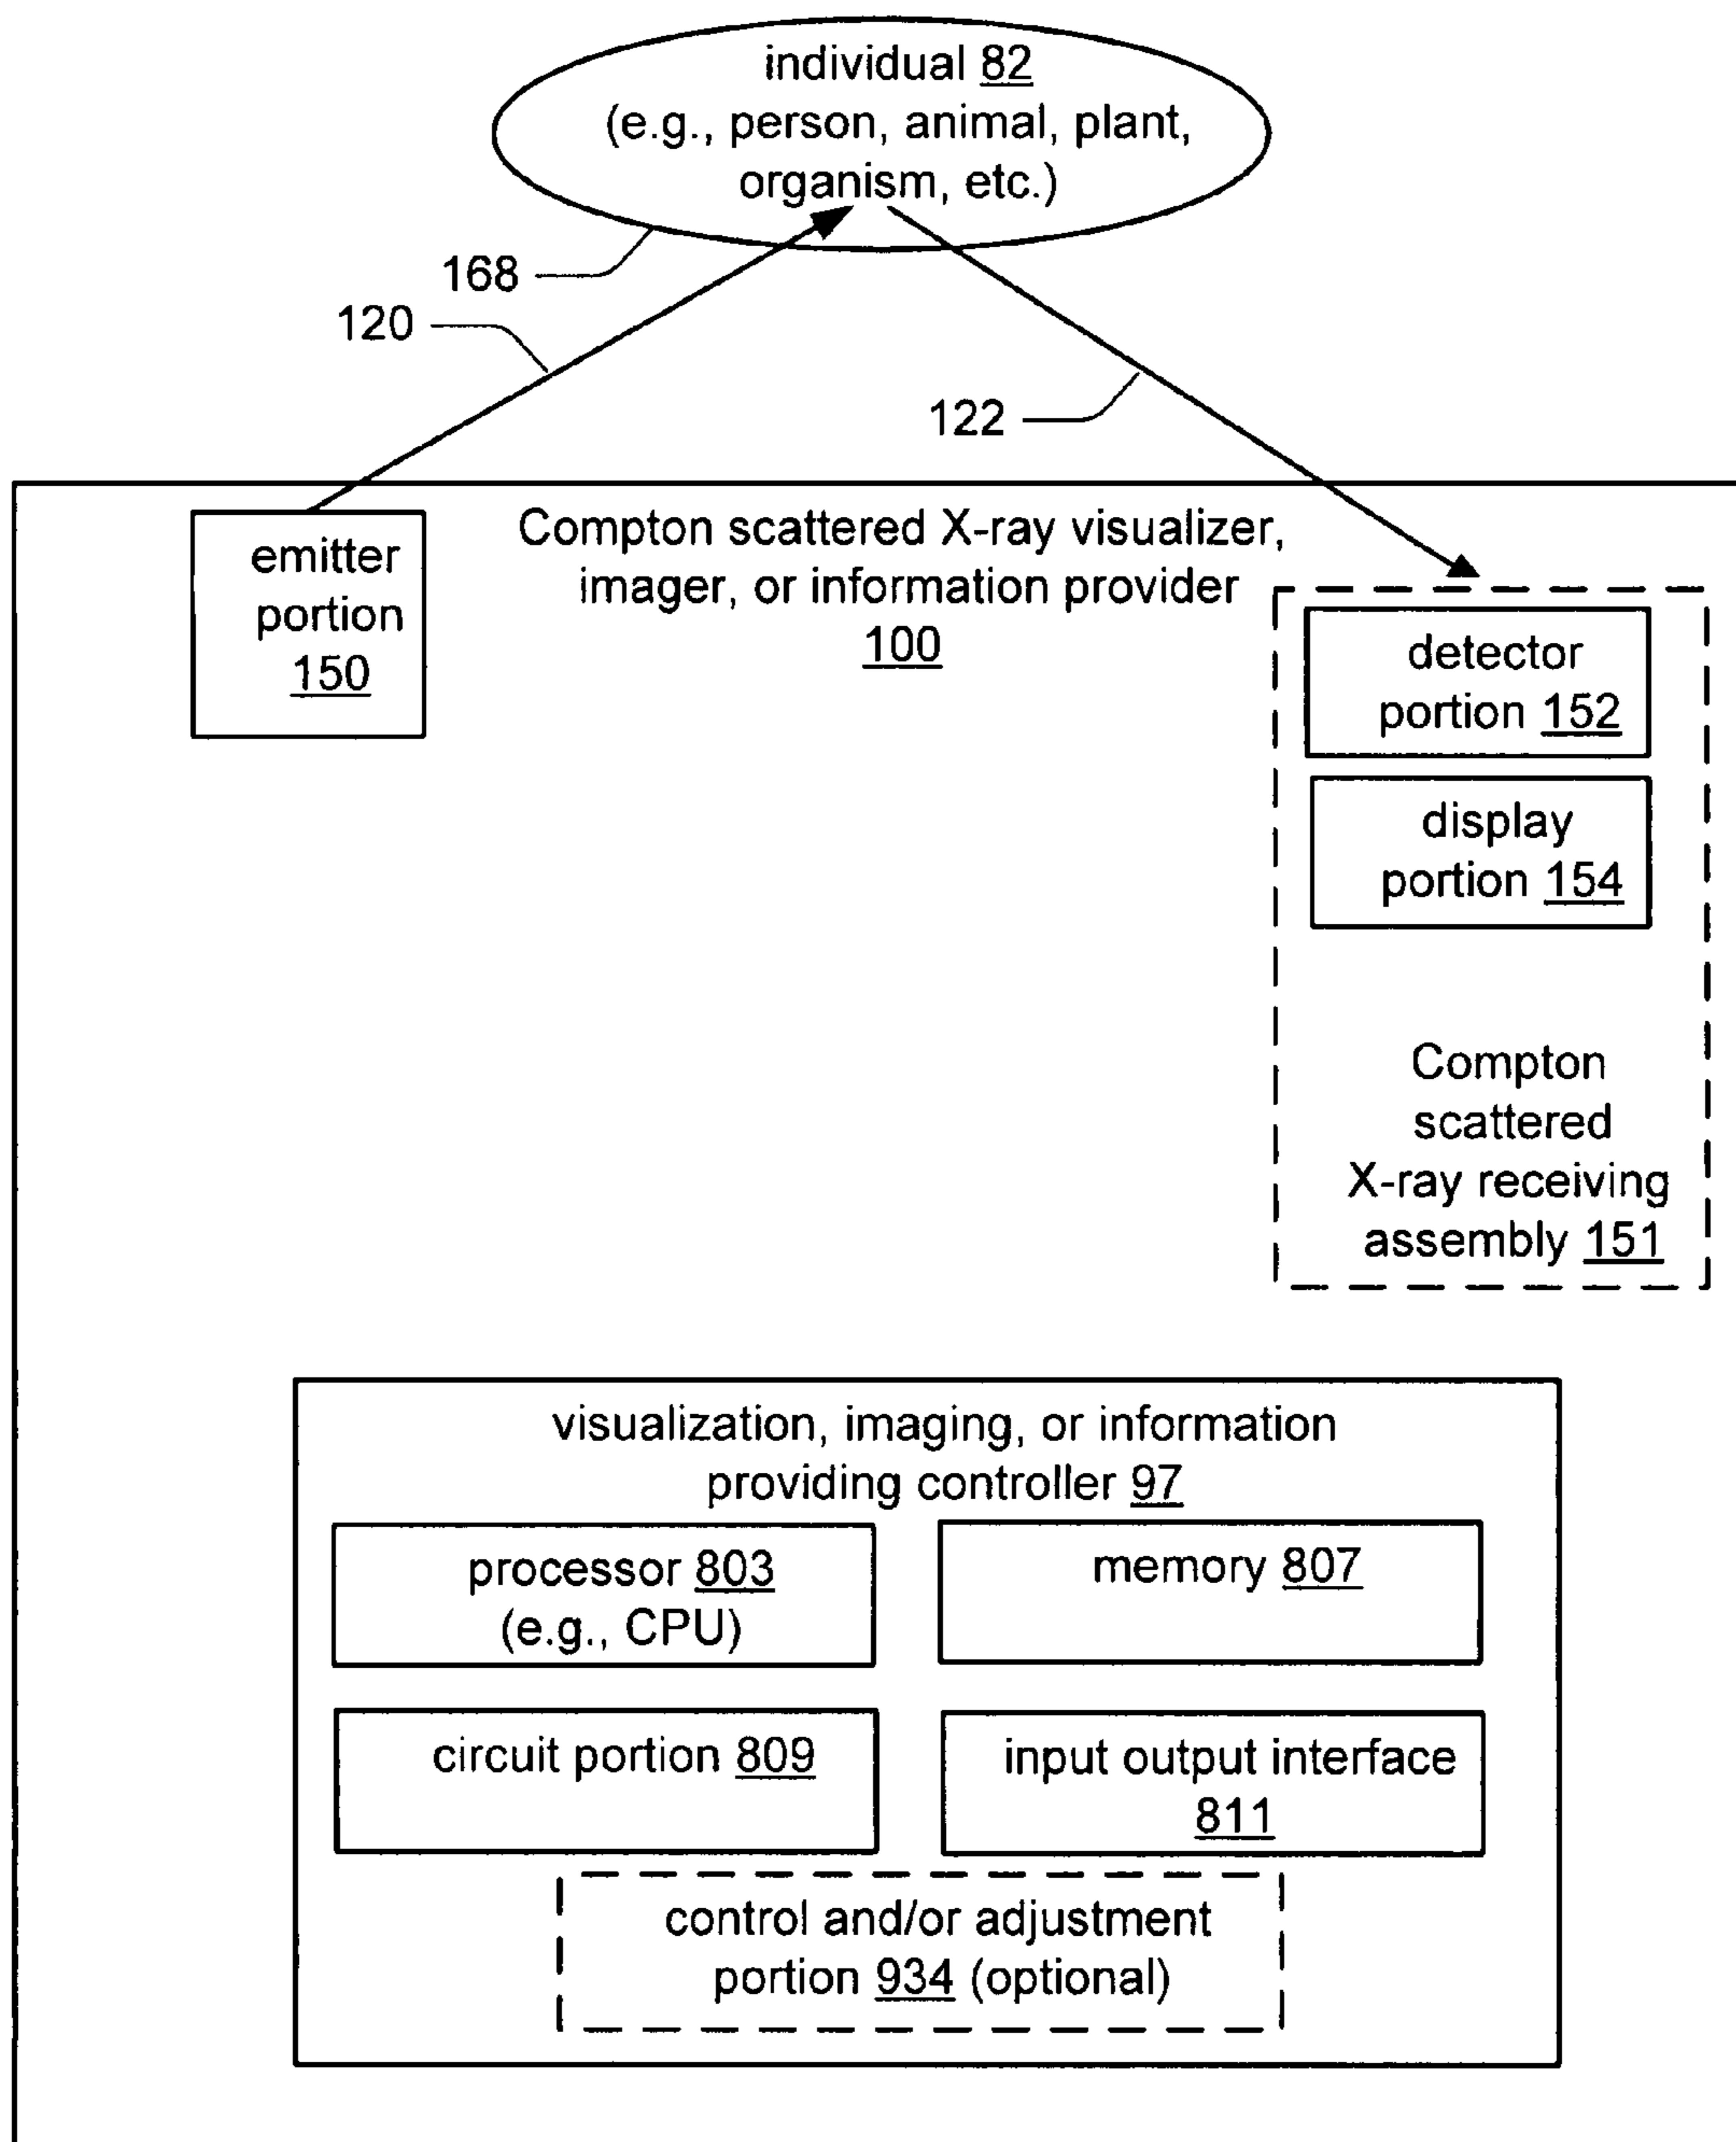 individual 82
(e.g., person, animal, plant,
organism, etc.)
168
120
122
emitter
portion
150
Compton scattered X-ray visualizer,
imager, or information provider
100
detector
portion 152
display
portion 154
Compton
scattered
X-ray receiving
assembly 151
visualization, imaging, or information
providing controller 97
processor 803
(e.g., CPU)
memory 807
circuit portion 809
input output interface
811
control and/or adjustment
portion 934 (optional)